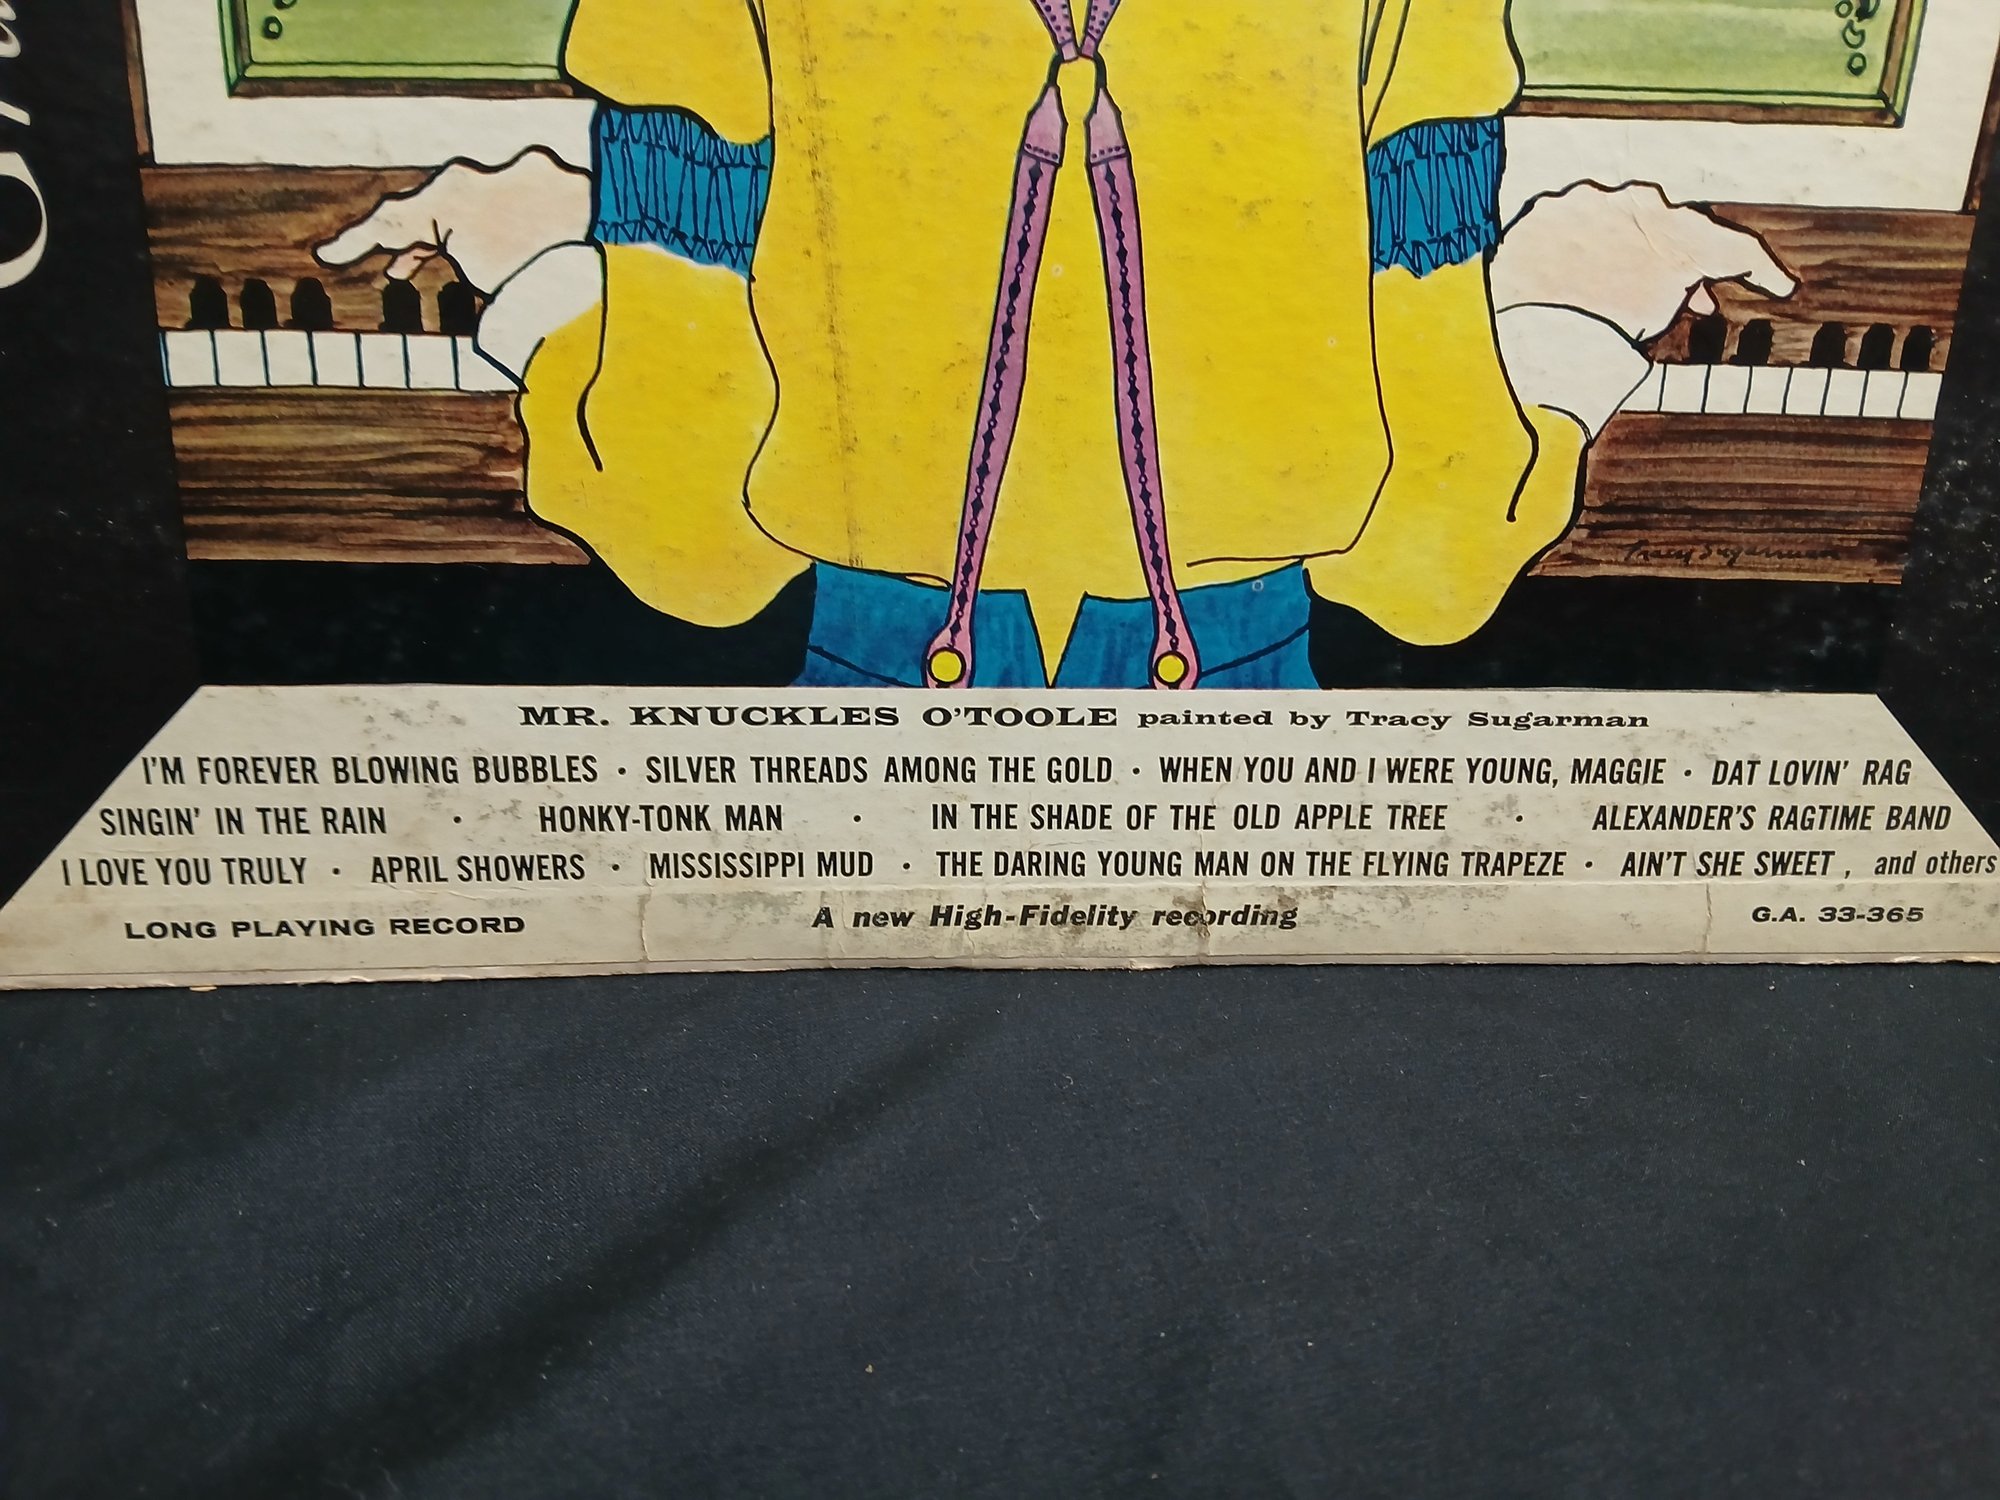 Tracy Sugarman
MR. KNUCKLES O'TOOLE painted by Tracy Sugarman
I'M FOREVER BLOWING BUBBLES • SILVER THREADS AMONG THE GOLD • WHEN YOU AND I WERE YOUNG, MAGGIE • DAT LOVIN' RAG
SINGIN' IN THE RAIN • HONKY-TONK MAN • IN THE SHADE OF THE OLD APPLE TREE • ALEXANDER'S RAGTIME BAND
I LOVE YOU TRULY • APRIL SHOWERS • MISSISSIPPI MUD • THE DARING YOUNG MAN ON THE FLYING TRAPEZE • AIN'T SHE SWEET , and others
LONG PLAYING RECORD A new High-Fidelity recording G.A. 33-365